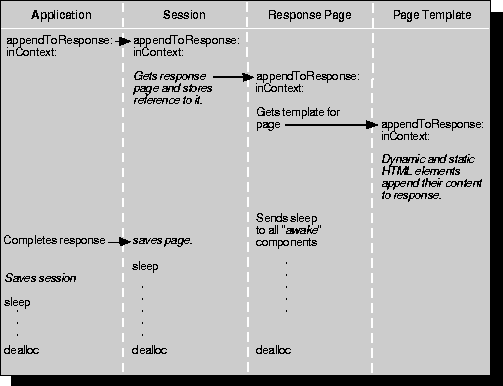 Application Session Response Page Page Template
appendToResponse: appendToResponse:
inContext: inContext:
Gets response
page and stores
reference to it.
appendToResponse:
inContext:
Gets template for
page
appendToResponse:
inContext:
Dynamic and static
HTML elements
append their content
to response.
Sends sleep
to all "awake"
components
Completes response saves page.
sleep
Saves session
sleep
dealloc dealloc dealloc